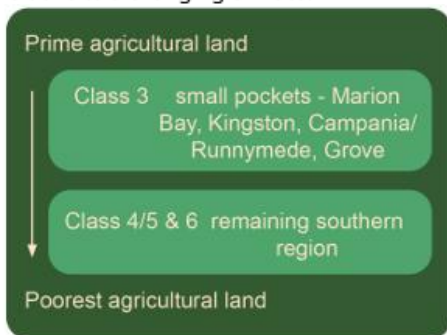 Prime agricultural land
Class 3 small pockets - Marion
Bay, Kingston, Campania/
Runnymede, Grove
Class 4/5 & 6 remaining southern
region
Poorest agricultural land